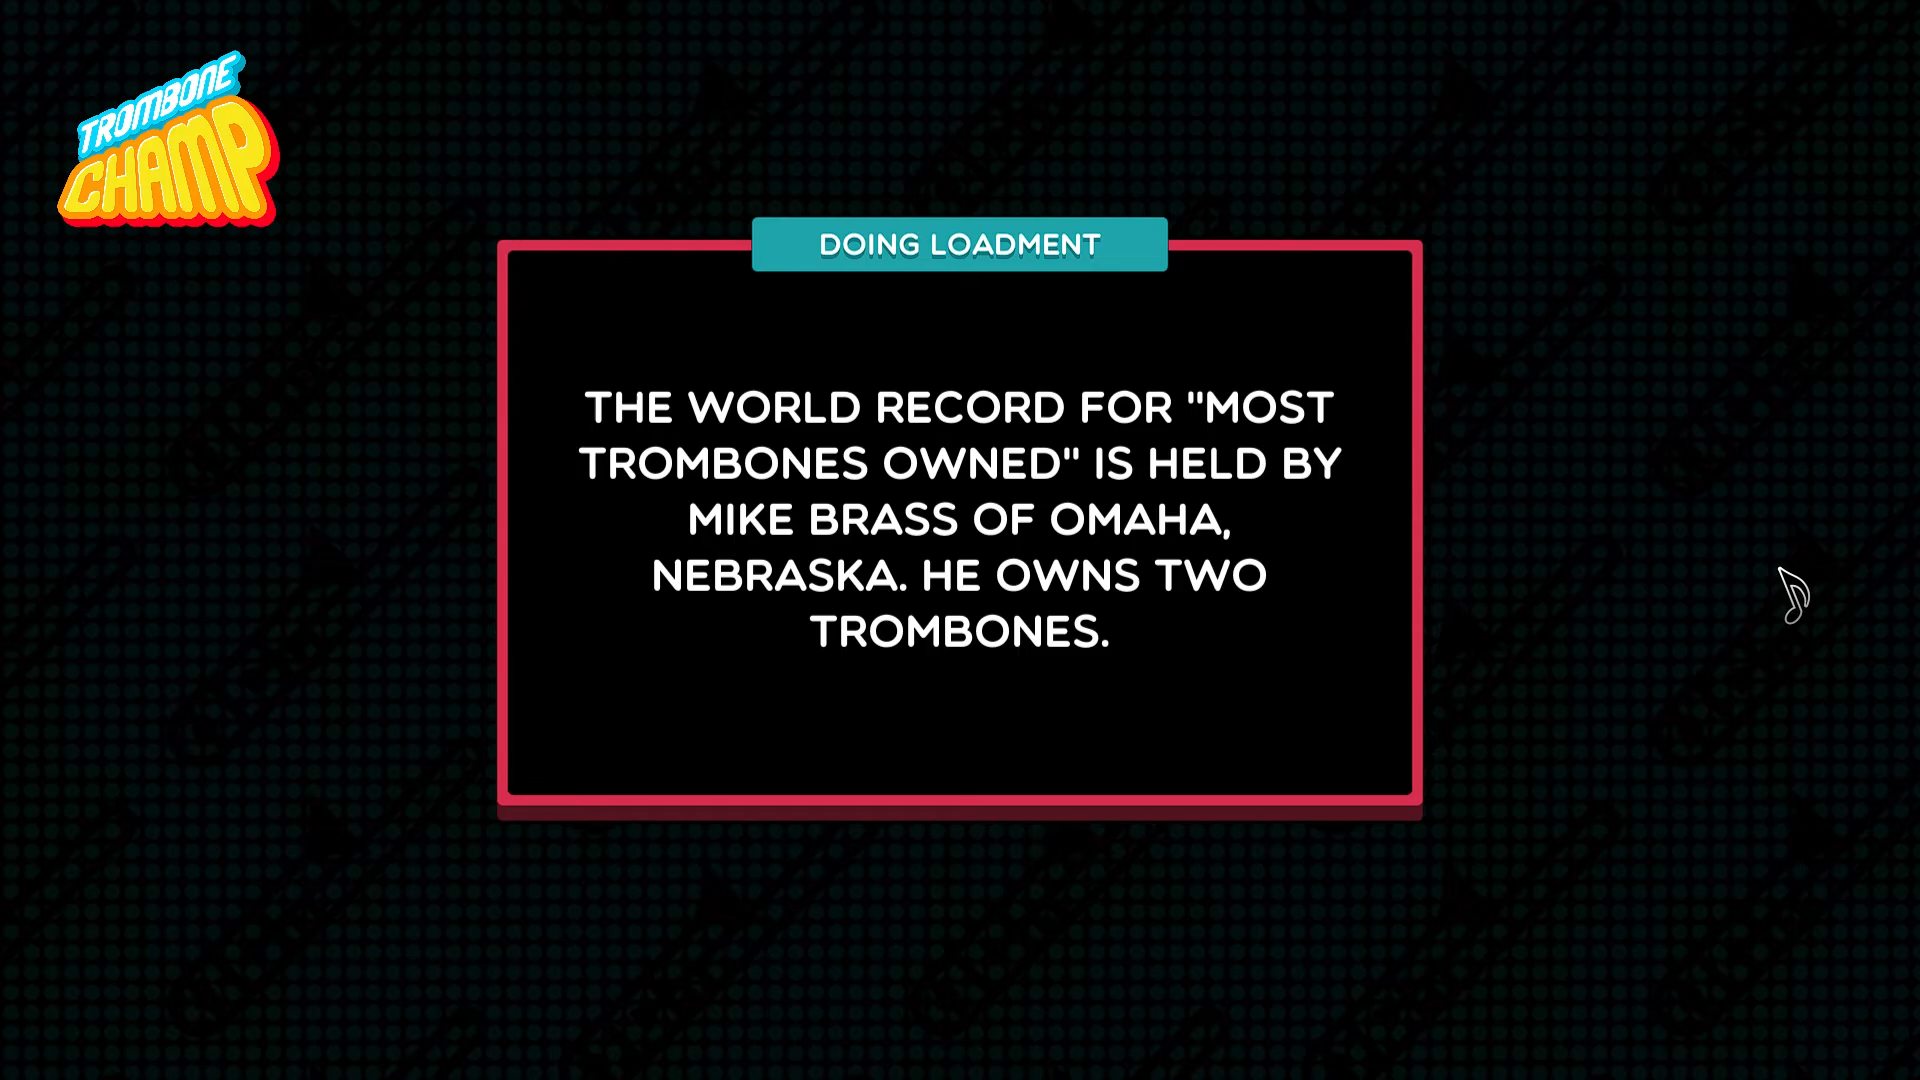 TROMBONE
CHAMP
DOING LOADMENT
THE WORLD RECORD FOR "MOST
TROMBONES OWNED" IS HELD BY
MIKE BRASS OF OMAHA,
NEBRASKA. HE OWNS TWO
TROMBONES.